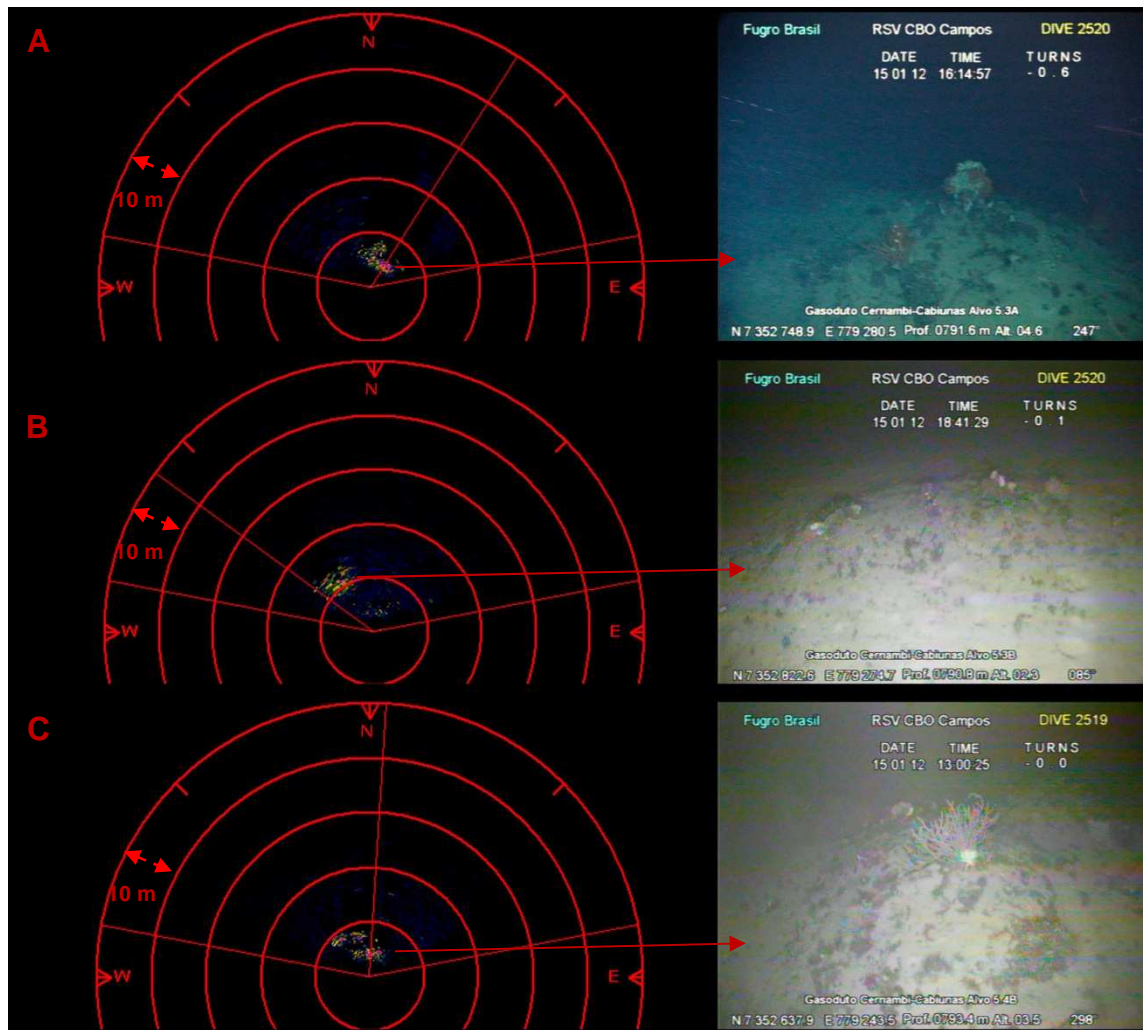 A
N
W
E
10 m
Fugro Brasil RSV CBO Campos DIVE 2520
DATE TIME TURNS
15 01 12 16:14:57 - 0 . 6
Gasoduto Cernambi-Cabiunas Alvo 5.3A
N 7 352 748.9 E 779 280.5 Prof. 0791.6 m Alt. 04.6 247°
B
N
W
E
10 m
Fugro Brasil RSV CBO Campos DIVE 2520
DATE TIME TURNS
15 01 12 18:41:29 - 0 . 1
Gasoduto Cernambi-Cabiunas Alvo 5.3B
N 7 352 822.6 E 779 274.7 Prof. 0790.8 m Alt. 02.3 085°
C
N
W
E
10 m
Fugro Brasil RSV CBO Campos DIVE 2519
DATE TIME TURNS
15 01 12 13:00:25 - 0 . 0
Gasoduto Cernambi-Cabiunas Alvo 5.4B
N 7 352 637.9 E 779 243.5 Prof. 0793.4 m Alt. 03.5 298°